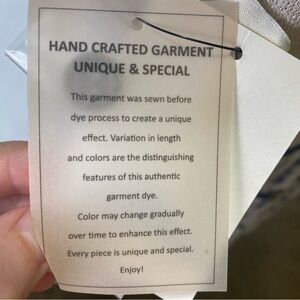 HAND CRAFTED GARMENT
UNIQUE & SPECIAL
This garment was sewn before
dye process to create a unique
effect. Variation in length
and colors are the distinguishing
features of this authentic
garment dye.
Color may change gradually
over time to enhance this effect.
Every piece is unique and special.
Enjoy!